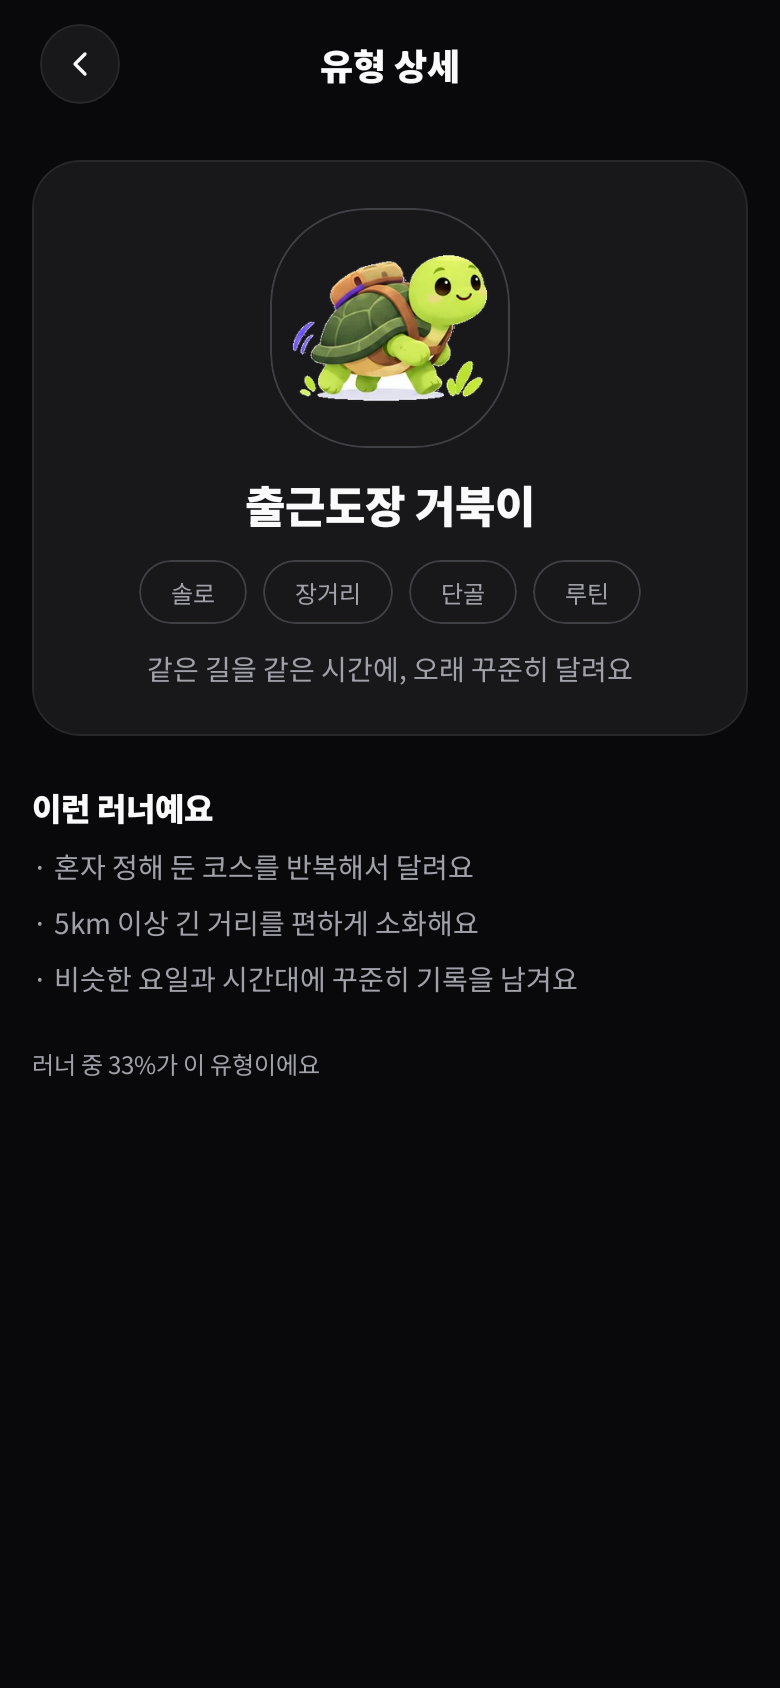 유형 상세
출근도장 거북이
솔로 장거리 단골 루틴
같은 길을 같은 시간에, 오래 꾸준히 달려요
이런 러너예요
· 혼자 정해 둔 코스를 반복해서 달려요
· 5km 이상 긴 거리를 편하게 소화해요
· 비슷한 요일과 시간대에 꾸준히 기록을 남겨요
러너 중 33%가 이 유형이에요